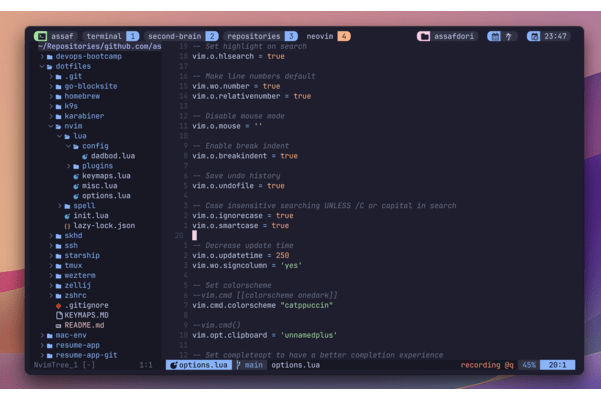 assaf terminal 1 second-brain 2 repositories 3 neovim 4 assafdori 23:47
~/Repositories/github.com/as
devops-bootcamp
dotfiles
.git
go-blocksite
homebrew
k9s
karabiner
nvim
lua
config
dadbod.lua
plugins
keymaps.lua
misc.lua
options.lua
spell
init.lua
lazy-lock.json
skhd
ssh
starship
tmux
wezterm
zellij
zshrc
.gitignore
KEYMAPS.MD
README.md
mac-env
resume-app
resume-app-git
NvimTree_1 [-] 1:1
19 -- Set highlight on search
18 vim.o.hlsearch = true
17
16 -- Make line numbers default
15 vim.wo.number = true
14 vim.o.relativenumber = true
13
12 -- Disable mouse mode
11 vim.o.mouse = ''
10
9 -- Enable break indent
8 vim.o.breakindent = true
7
6 -- Save undo history
5 vim.o.undofile = true
4
3 -- Case insensitive searching UNLESS /C or capital in search
2 vim.o.ignorecase = true
1 vim.o.smartcase = true
20
1 -- Decrease update time
2 vim.o.updatetime = 250
3 vim.wo.signcolumn = 'yes'
4
5 -- Set colorscheme
6 --vim.cmd [[colorscheme onedark]]
7 vim.cmd.colorscheme "catppuccin"
8
9 --vim.cmd()
10 vim.opt.clipboard = 'unnamedplus'
11
12 -- Set completeopt to have a better completion experience
options.lua main options.lua recording @q 45% 20:1